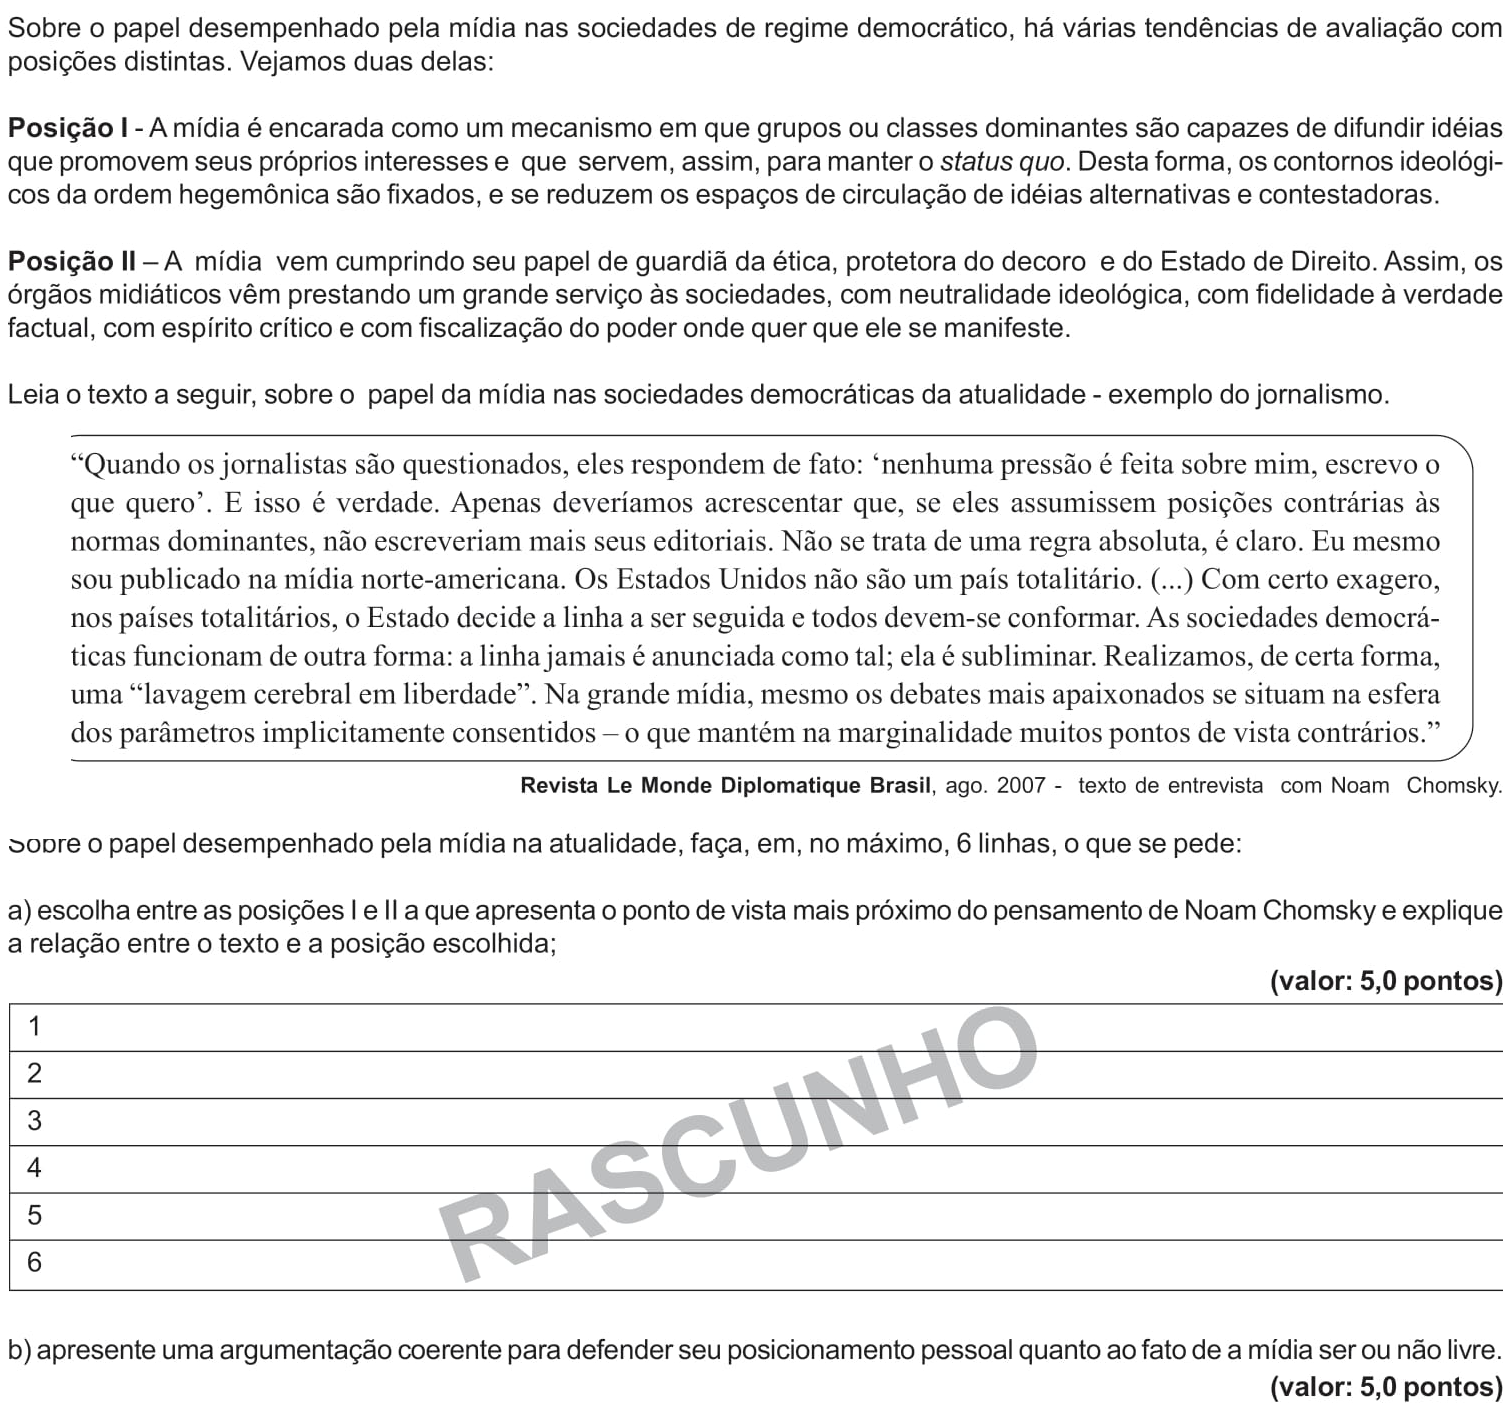 Sobre o papel desempenhado pela mídia nas sociedades de regime democrático, há várias tendências de avaliação com
posições distintas. Vejamos duas delas:
Posição I - A mídia é encarada como um mecanismo em que grupos ou classes dominantes são capazes de difundir idéias
que promovem seus próprios interesses e que servem, assim, para manter o status quo. Desta forma, os contornos ideológi-
cos da ordem hegemônica são fixados, e se reduzem os espaços de circulação de idéias alternativas e contestadoras.
Posição II – A mídia vem cumprindo seu papel de guardiã da ética, protetora do decoro e do Estado de Direito. Assim, os
órgãos midiáticos vêm prestando um grande serviço às sociedades, com neutralidade ideológica, com fidelidade à verdade
factual, com espírito crítico e com fiscalização do poder onde quer que ele se manifeste.
Leia o texto a seguir, sobre o papel da mídia nas sociedades democráticas da atualidade - exemplo do jornalismo.
“Quando os jornalistas são questionados, eles respondem de fato: ‘nenhuma pressão é feita sobre mim, escrevo o
que quero’. E isso é verdade. Apenas deveríamos acrescentar que, se eles assumissem posições contrárias às
normas dominantes, não escreveriam mais seus editoriais. Não se trata de uma regra absoluta, é claro. Eu mesmo
sou publicado na mídia norte-americana. Os Estados Unidos não são um país totalitário. (...) Com certo exagero,
nos países totalitários, o Estado decide a linha a ser seguida e todos devem-se conformar. As sociedades democrá-
ticas funcionam de outra forma: a linha jamais é anunciada como tal; ela é subliminar. Realizamos, de certa forma,
uma “lavagem cerebral em liberdade”. Na grande mídia, mesmo os debates mais apaixonados se situam na esfera
dos parâmetros implicitamente consentidos – o que mantém na marginalidade muitos pontos de vista contrários.”
Revista Le Monde Diplomatique Brasil, ago. 2007 - texto de entrevista com Noam Chomsky.
Sobre o papel desempenhado pela mídia na atualidade, faça, em, no máximo, 6 linhas, o que se pede:
a) escolha entre as posições I e II a que apresenta o ponto de vista mais próximo do pensamento de Noam Chomsky e explique
a relação entre o texto e a posição escolhida;
(valor: 5,0 pontos)
1
2
3
4
5
6
RASCUNHO
b) apresente uma argumentação coerente para defender seu posicionamento pessoal quanto ao fato de a mídia ser ou não livre.
(valor: 5,0 pontos)